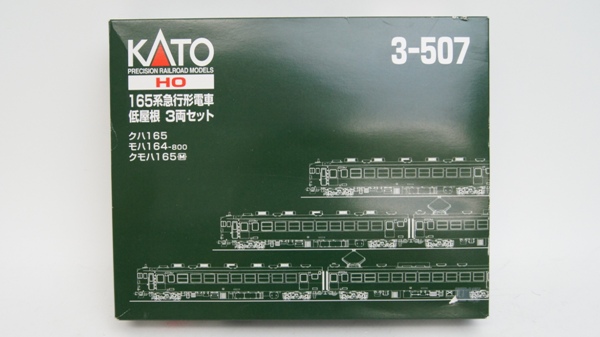 KATO
PRECISION RAILROAD MODELS
HO
3-507
165系急行形電車
低屋根 3両セット
クハ165
モハ164-800
クモハ165Ⓜ